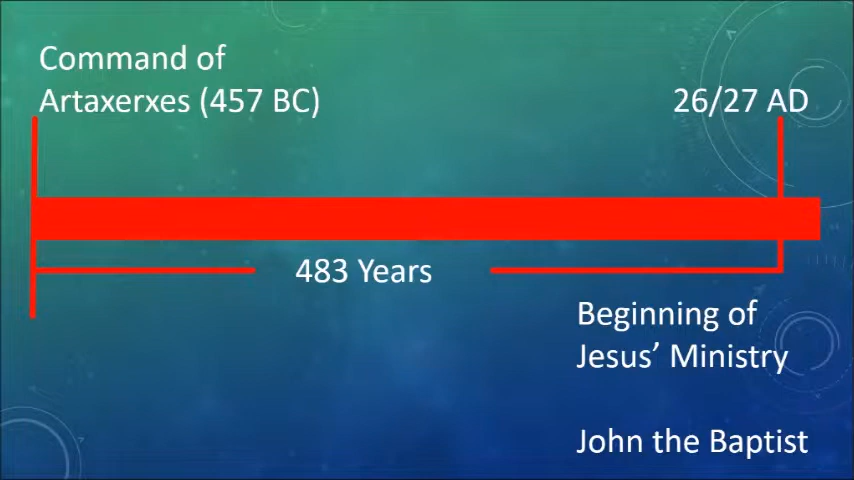 Command of
Artaxerxes (457 BC)
26/27 AD
483 Years
Beginning of
Jesus’ Ministry
John the Baptist